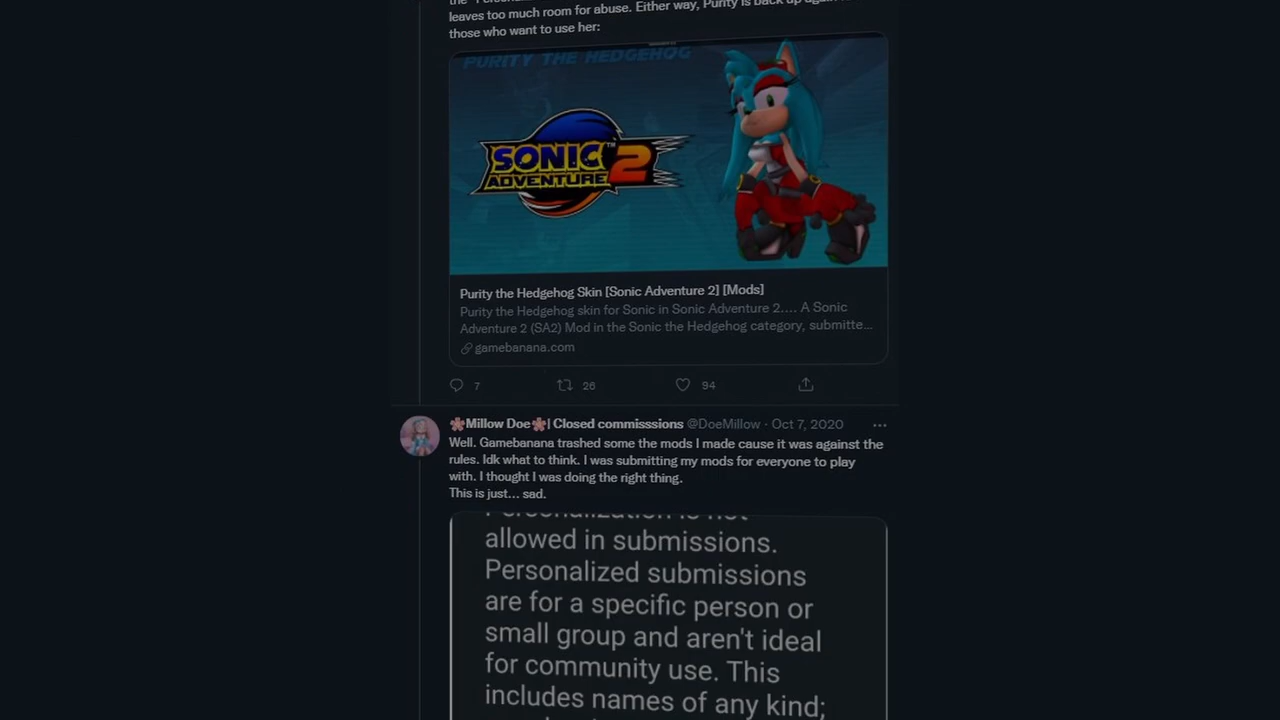 leaves too much room for abuse. Either way, Purity is back up again
those who want to use her:
PURITY THE HEDGEHOG
SONIC
ADVENTURE 2
TM
Purity the Hedgehog Skin [Sonic Adventure 2] [Mods]
Purity the Hedgehog skin for Sonic in Sonic Adventure 2.... A Sonic
Adventure 2 (SA2) Mod in the Sonic the Hedgehog category, submitte...
gamebanana.com
7 26 94
🌸Millow Doe🌸| Closed commisssions @DoeMillow · Oct 7, 2020
Well. Gamebanana trashed some the mods I made cause it was against the
rules. Idk what to think. I was submitting my mods for everyone to play
with. I thought I was doing the right thing.
This is just... sad.
Personalization is not
allowed in submissions.
Personalized submissions
are for a specific person or
small group and aren't ideal
for community use. This
includes names of any kind;